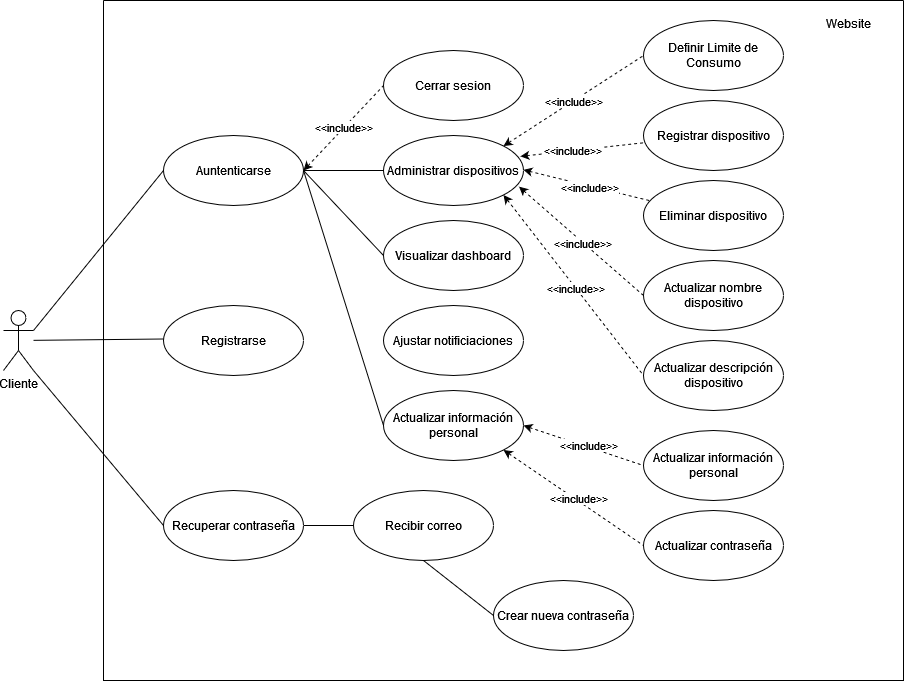 Website
Definir Limite de
Consumo
Cerrar sesion
<<include>>
<<include>>
Registrar dispositivo
<<include>>
Auntenticarse
Administrar dispositivos
<<include>>
Eliminar dispositivo
<<include>>
Visualizar dashboard
Actualizar nombre
dispositivo
<<include>>
Registrarse
Ajustar notificiaciones
Actualizar descripción
dispositivo
Cliente
Actualizar información
personal
<<include>>
Actualizar información
personal
<<include>>
Recuperar contraseña
Recibir correo
Actualizar contraseña
Crear nueva contraseña